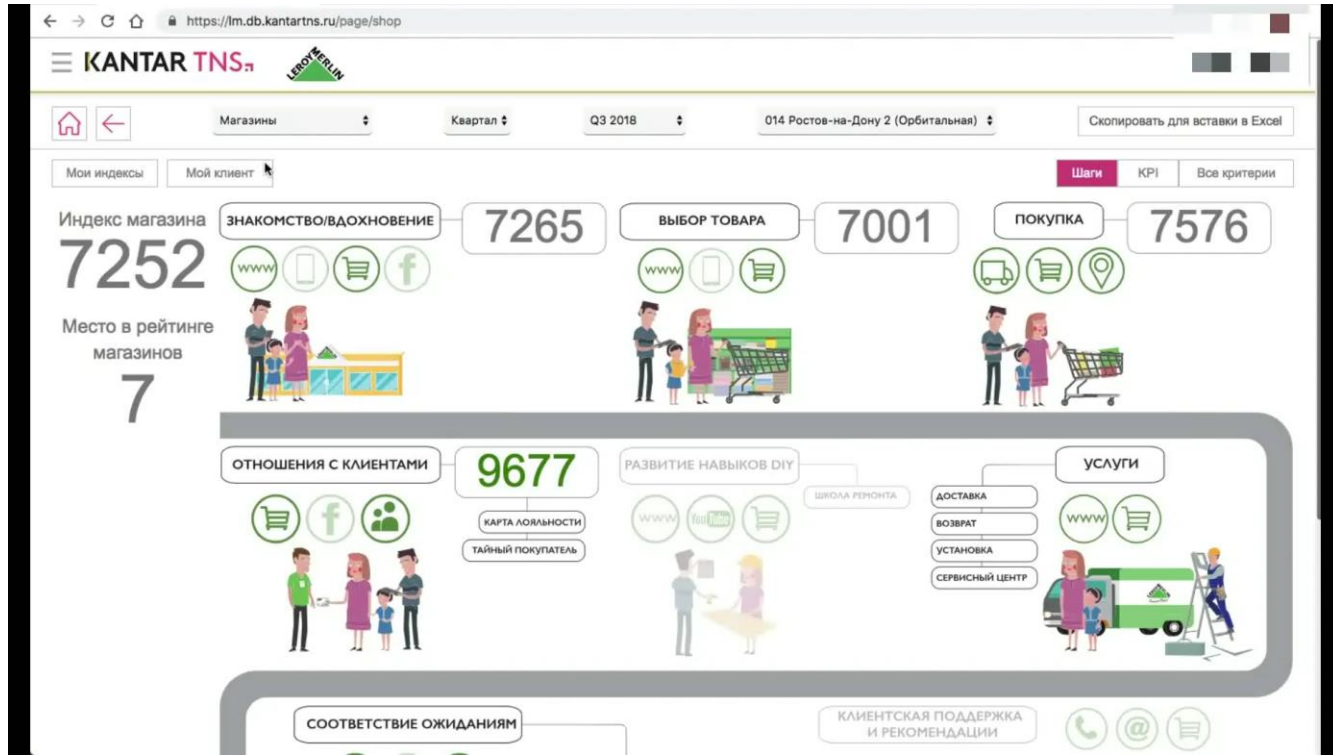 https://lm.db.kantartns.ru/page/shop
KANTAR TNS
LEROY MERLIN
Магазины
Квартал
Q3 2018
014 Ростов-на-Дону 2 (Орбитальная)
Скопировать для вставки в Excel
Мои индексы
Мой клиент
Шаги
KPI
Все критерии
Индекс магазина
7252
Место в рейтинге
магазинов
7
ЗНАКОМСТВО/ВДОХНОВЕНИЕ
7265
ВЫБОР ТОВАРА
7001
ПОКУПКА
7576
www
f
www
ОТНОШЕНИЯ С КЛИЕНТАМИ
9677
КАРТА ЛОЯЛЬНОСТИ
ТАЙНЫЙ ПОКУПАТЕЛЬ
f
РАЗВИТИЕ НАВЫКОВ DIY
ШКОЛА РЕМОНТА
www
YouTube
УСЛУГИ
ДОСТАВКА
ВОЗВРАТ
УСТАНОВКА
СЕРВИСНЫЙ ЦЕНТР
www
СООТВЕТСТВИЕ ОЖИДАНИЯМ
КЛИЕНТСКАЯ ПОДДЕРЖКА
И РЕКОМЕНДАЦИИ
@